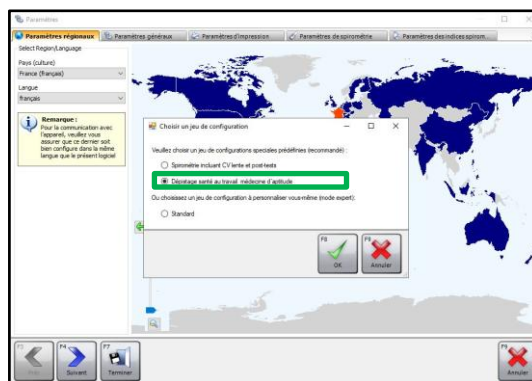 Paramètres
Paramètres régionaux
Paramètres généraux
Paramètres d'impression
Paramètres de spirométrie
Paramètres des indices spirom...
Select Region/Language
Pays (culture)
France (français)
Langue
français
Remarque :
Pour la communication avec
l'appareil, veuillez vous
assurer que ce dernier soit
bien configuré dans la même
langue que le présent logiciel
Choisir un jeu de configuration
Veuillez choisir un jeu de configurations speciales prédéfinies (recommandé) :
Spirométrie incluant CV lente et post-tests
Dépistage santé au travail médecine d'aptitude
Ou choisissez un jeu de configuration à personnaliser vous-même (mode expert).
Standard
F8
OK
F9
Annuler
F3
Préc
F4
Suivant
F7
Terminer
F9
Annuler